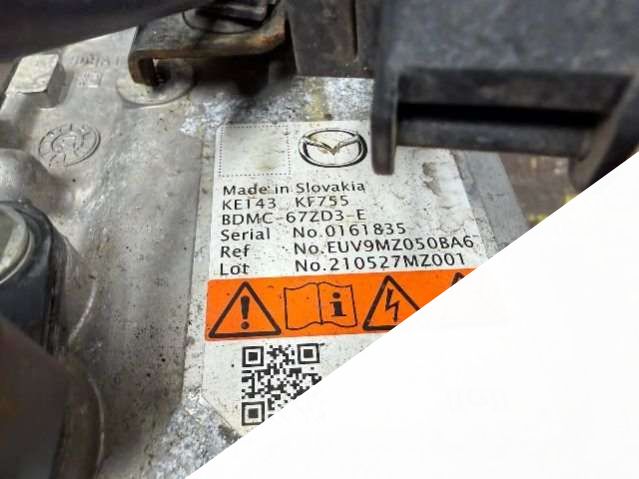 Made in Slovakia
KE143 KF755
BDMC-67ZD3-E
Serial No.0161835
Ref No.EUV9MZ050BA6
Lot No.210527MZ001